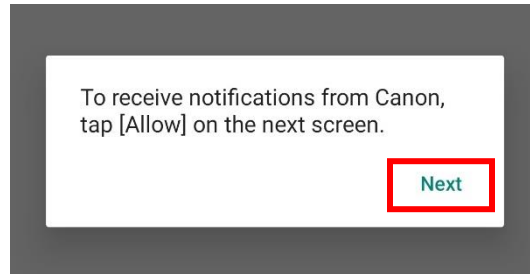 To receive notifications from Canon,
tap [Allow] on the next screen.
Next